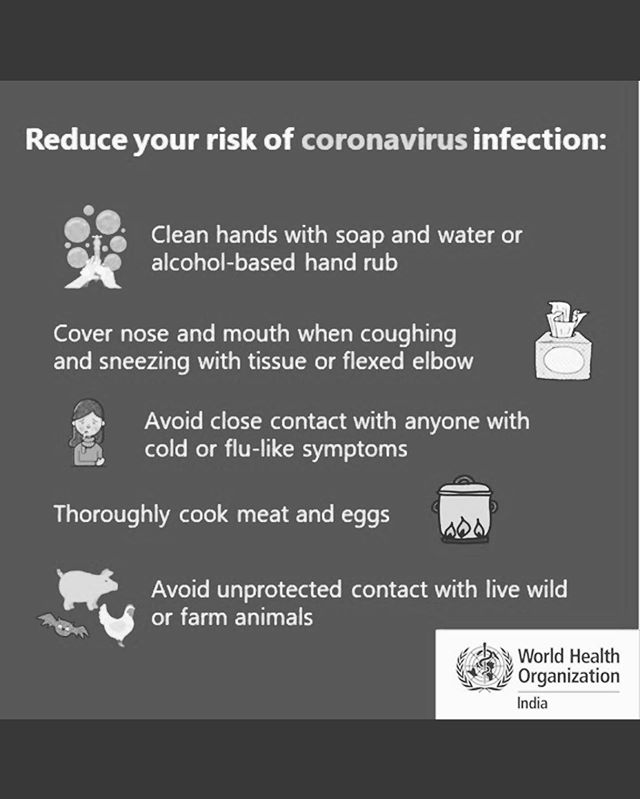 Reduce your risk of coronavirus infection:
Clean hands with soap and water or
alcohol-based hand rub
Cover nose and mouth when coughing
and sneezing with tissue or flexed elbow
Avoid close contact with anyone with
cold or flu-like symptoms
Thoroughly cook meat and eggs
Avoid unprotected contact with live wild
or farm animals
World Health
Organization
India